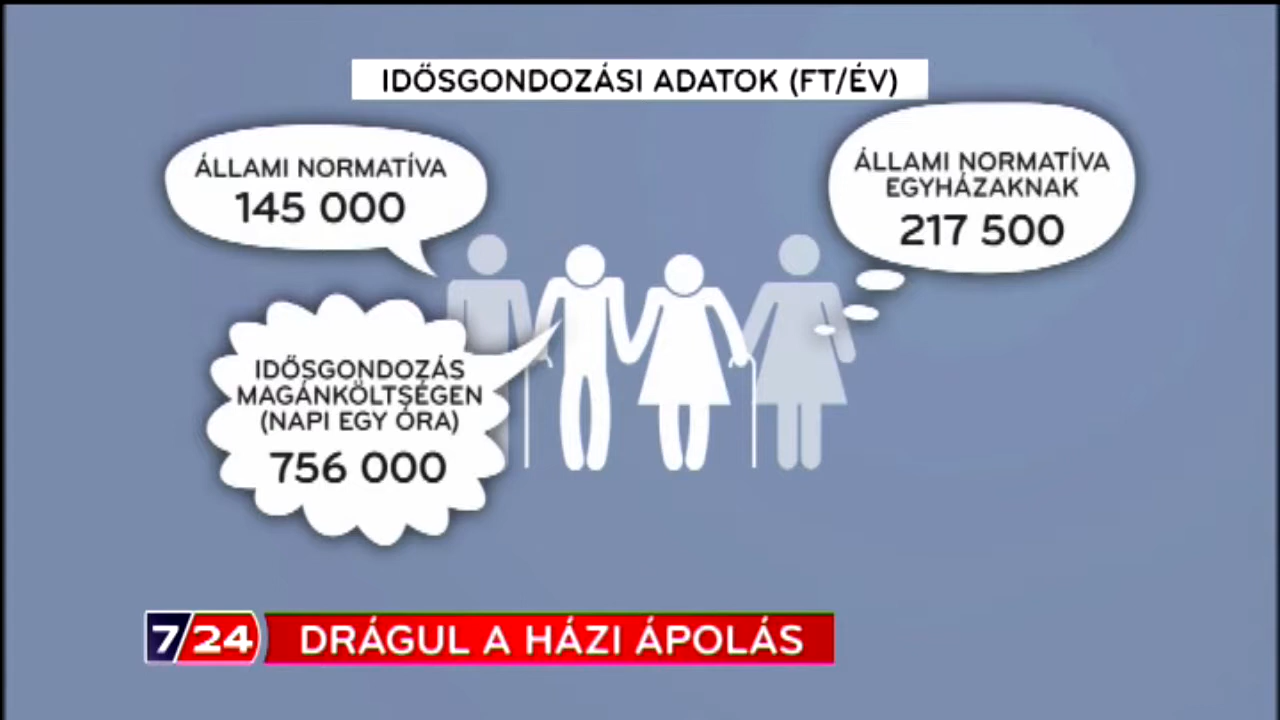 IDŐSGONDOZÁSI ADATOK (FT/ÉV)
ÁLLAMI NORMATÍVA
145 000
ÁLLAMI NORMATÍVA
EGYHÁZAKNAK
217 500
IDŐSGONDOZÁS
MAGÁNKÖLTSÉGEN
(NAPI EGY ÓRA)
756 000
7/24 DRÁGUL A HÁZI ÁPOLÁS